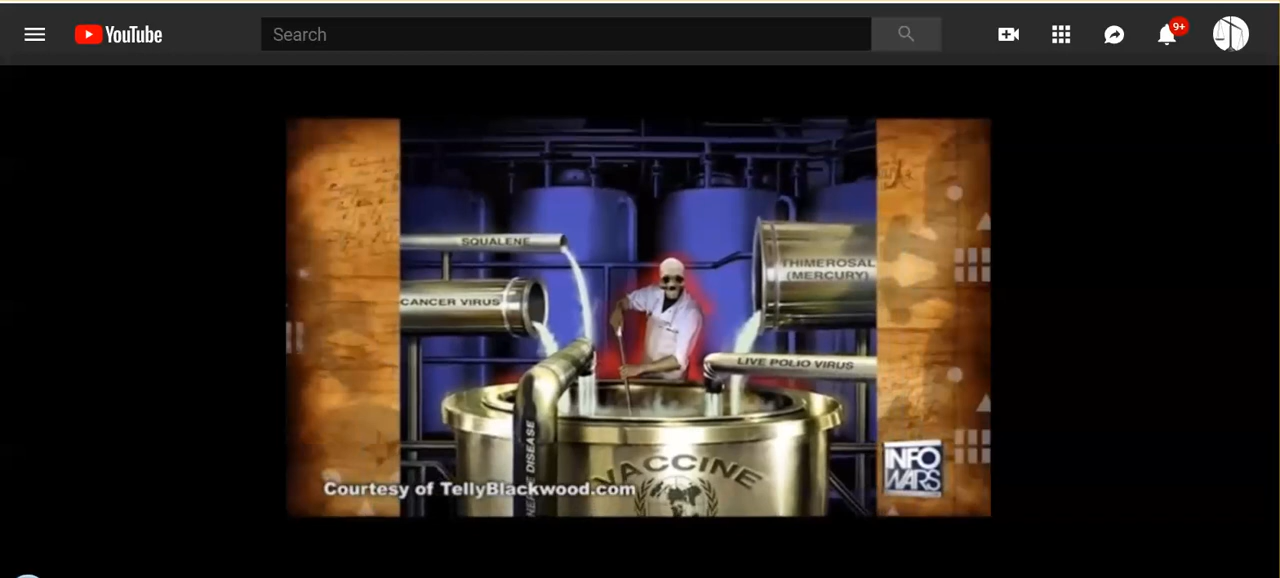 YouTube
Search
9+
SQUALENE
THIMEROSAL
(MERCURY)
CANCER VIRUS
LIVE POLIO VIRUS
DISEASE
VACCINE
INFO
WARS
Courtesy of TellyBlackwood.com